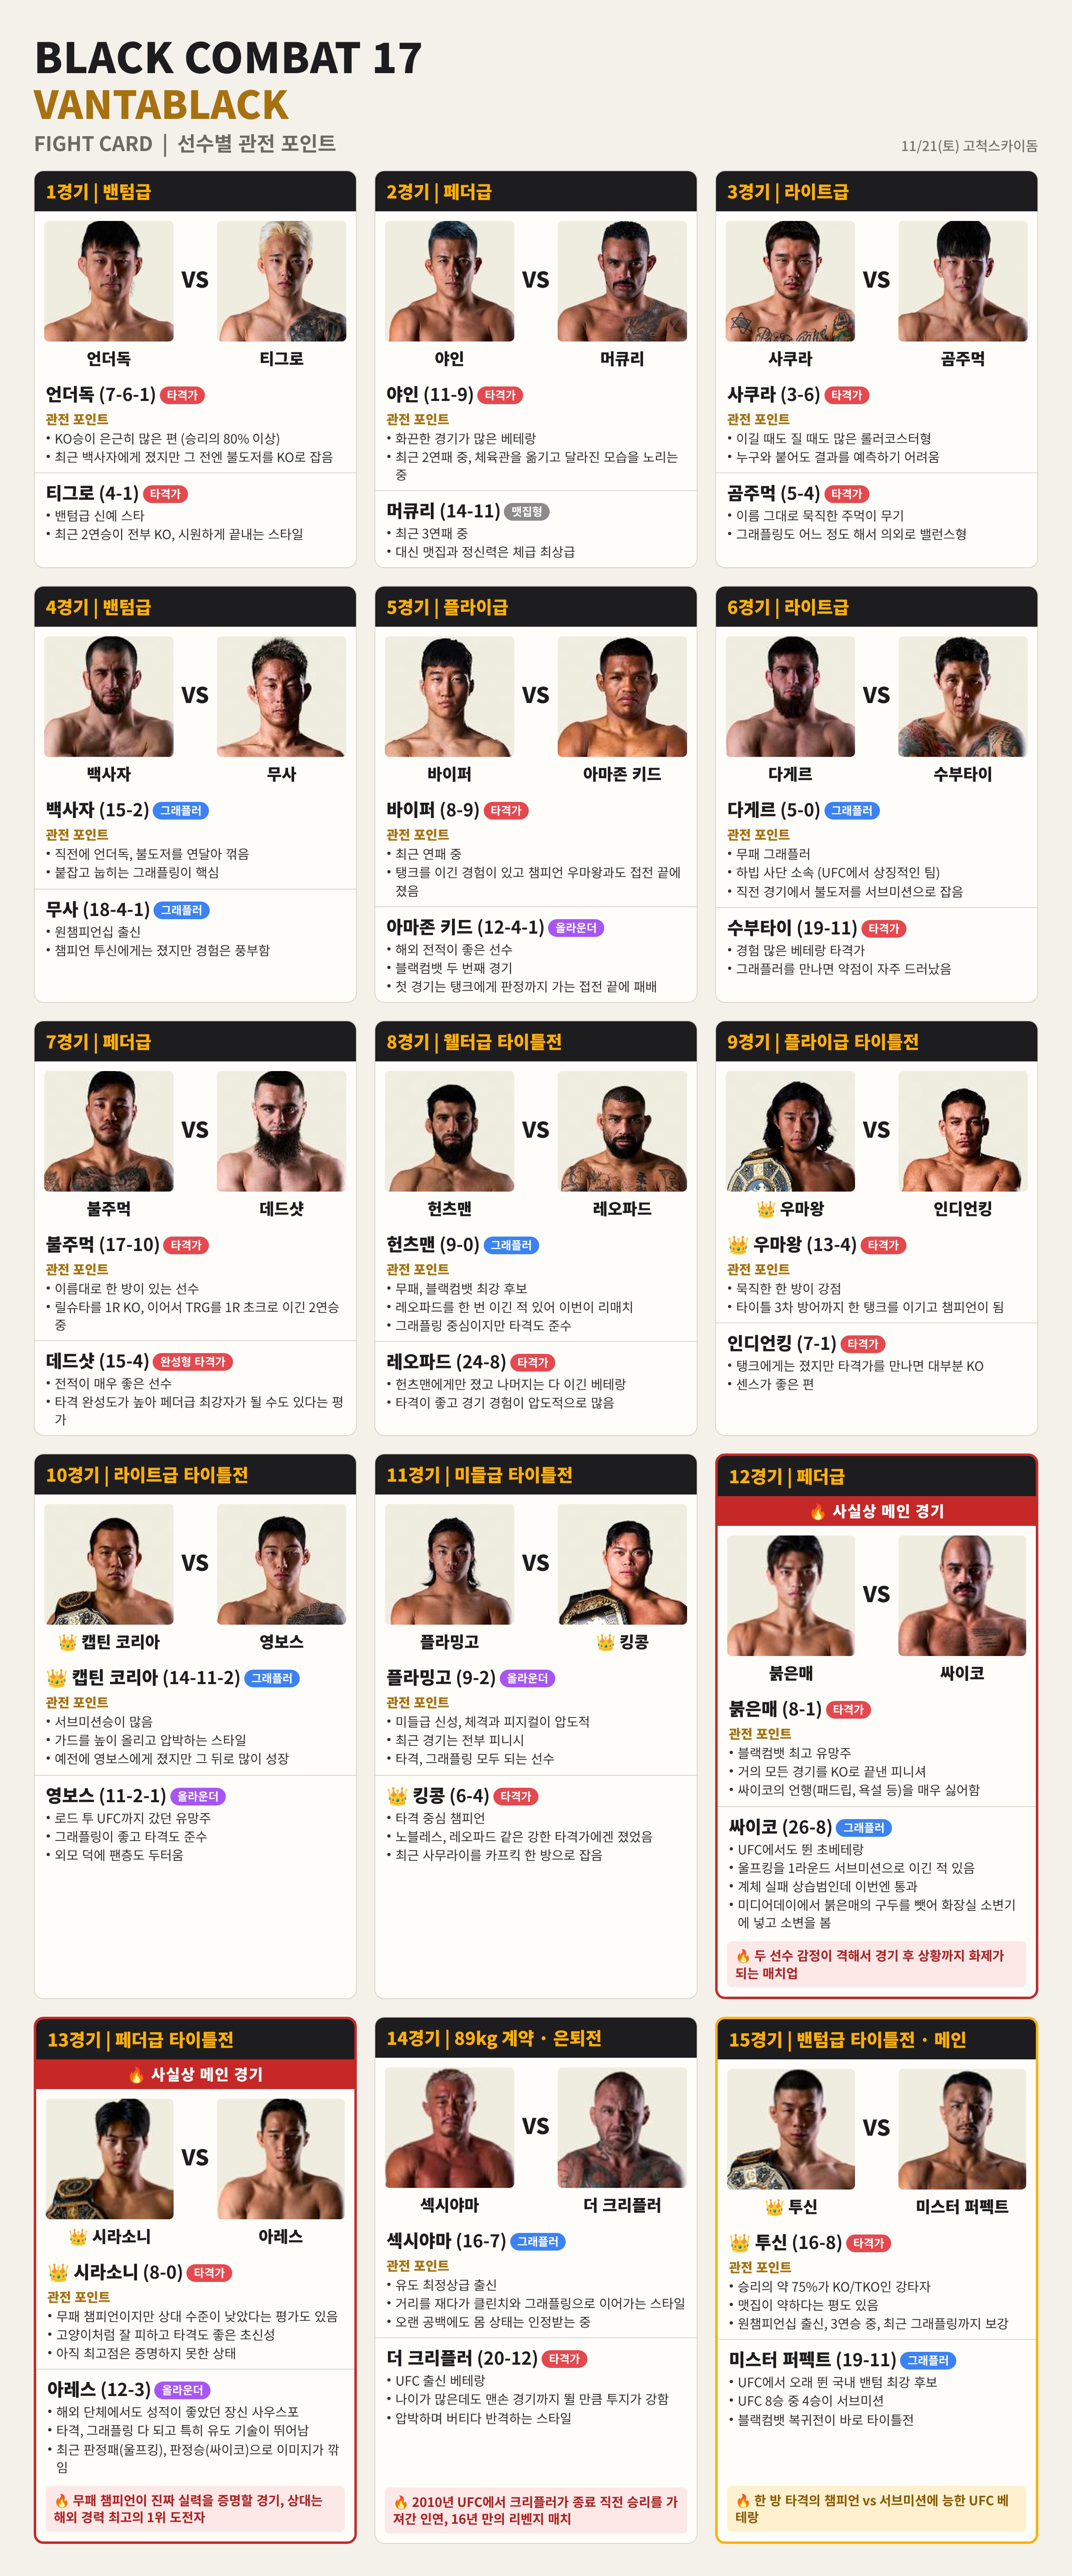 BLACK COMBAT 17
VANTABLACK
FIGHT CARD | 선수별 관전 포인트
11/21(토) 고척스카이돔
1경기 | 밴텀급
VS
언더독
티그로
언더독 (7-6-1) 타격가
관전 포인트
• KO승이 은근히 많은 편 (승리의 80% 이상)
• 최근 백사자에게 졌지만 그 전엔 불도저를 KO로 잡음
티그로 (4-1) 타격가
• 밴텀급 신예 스타
• 최근 2연승이 전부 KO, 시원하게 끝내는 스타일
2경기 | 페더급
VS
야인
머큐리
야인 (11-9) 타격가
관전 포인트
• 화끈한 경기가 많은 베테랑
• 최근 2연패 중, 체육관을 옮기고 달라진 모습을 노리는
중
머큐리 (14-11) 맷집형
• 최근 3연패 중
• 대신 맷집과 정신력은 체급 최상급
3경기 | 라이트급
VS
사쿠라
곰주먹
사쿠라 (3-6) 타격가
관전 포인트
• 이길 때도 질 때도 많은 롤러코스터형
• 누구와 붙어도 결과를 예측하기 어려움
곰주먹 (5-4) 타격가
• 이름 그대로 묵직한 주먹이 무기
• 그래플링도 어느 정도 해서 의외로 밸런스형
4경기 | 밴텀급
VS
백사자
무사
백사자 (15-2) 그래플러
관전 포인트
• 직전에 언더독, 불도저를 연달아 꺾음
• 붙잡고 눕히는 그래플링이 핵심
무사 (18-4-1) 그래플러
• 원챔피언십 출신
• 챔피언 투신에게는 졌지만 경험은 풍부함
5경기 | 플라이급
VS
바이퍼
아마존 키드
바이퍼 (8-9) 타격가
관전 포인트
• 최근 연패 중
• 탱크를 이긴 경험이 있고 챔피언 우마왕과도 접전 끝에
졌음
아마존 키드 (12-4-1) 올라운더
• 해외 전적이 좋은 선수
• 블랙컴뱃 두 번째 경기
• 첫 경기는 탱크에게 판정까지 가는 접전 끝에 패배
6경기 | 라이트급
VS
다게르
수부타이
다게르 (5-0) 그래플러
관전 포인트
• 무패 그래플러
• 하빕 사단 소속 (UFC에서 상징적인 팀)
• 직전 경기에서 불도저를 서브미션으로 잡음
수부타이 (19-11) 타격가
• 경험 많은 베테랑 타격가
• 그래플러를 만나면 약점이 자주 드러났음
7경기 | 페더급
VS
불주먹
데드샷
불주먹 (17-10) 타격가
관전 포인트
• 이름대로 한 방이 있는 선수
• 릴슈타를 1R KO, 이어서 TRG를 1R 초크로 이긴 2연승
중
데드샷 (15-4) 완성형 타격가
• 전적이 매우 좋은 선수
• 타격 완성도가 높아 페더급 최강자가 될 수도 있다는 평
가
8경기 | 웰터급 타이틀전
VS
헌츠맨
레오파드
헌츠맨 (9-0) 그래플러
관전 포인트
• 무패, 블랙컴뱃 최강 후보
• 레오파드를 한 번 이긴 적 있어 이번이 리매치
• 그래플링 중심이지만 타격도 준수
레오파드 (24-8) 타격가
• 헌츠맨에게만 졌고 나머지는 다 이긴 베테랑
• 타격이 좋고 경기 경험이 압도적으로 많음
9경기 | 플라이급 타이틀전
VS
👑 우마왕
인디언킹
👑 우마왕 (13-4) 타격가
관전 포인트
• 묵직한 한 방이 강점
• 타이틀 3차 방어까지 한 탱크를 이기고 챔피언이 됨
인디언킹 (7-1) 타격가
• 탱크에게는 졌지만 타격가를 만나면 대부분 KO
• 센스가 좋은 편
10경기 | 라이트급 타이틀전
VS
👑 캡틴 코리아
영보스
👑 캡틴 코리아 (14-11-2) 그래플러
관전 포인트
• 서브미션승이 많음
• 가드를 높이 올리고 압박하는 스타일
• 예전에 영보스에게 졌지만 그 뒤로 많이 성장
영보스 (11-2-1) 올라운더
• 로드 투 UFC까지 갔던 유망주
• 그래플링이 좋고 타격도 준수
• 외모 덕에 팬층도 두터움
11경기 | 미들급 타이틀전
VS
플라밍고
👑 킹콩
플라밍고 (9-2) 올라운더
관전 포인트
• 미들급 신성, 체격과 피지컬이 압도적
• 최근 경기는 전부 피니시
• 타격, 그래플링 모두 되는 선수
👑 킹콩 (6-4) 타격가
• 타격 중심 챔피언
• 노블레스, 레오파드 같은 강한 타격가에겐 졌었음
• 최근 사무라이를 카프킥 한 방으로 잡음
12경기 | 페더급
🔥 사실상 메인 경기
VS
붉은매
싸이코
붉은매 (8-1) 타격가
관전 포인트
• 블랙컴뱃 최고 유망주
• 거의 모든 경기를 KO로 끝낸 피니셔
• 싸이코의 언행(패드립, 욕설 등)을 매우 싫어함
싸이코 (26-8) 그래플러
• UFC에서도 뛴 초베테랑
• 울프킹을 1라운드 서브미션으로 이긴 적 있음
• 계체 실패 상습범인데 이번엔 통과
• 미디어데이에서 붉은매의 구두를 뺏어 화장실 소변기
에 넣고 소변을 봄
🔥 두 선수 감정이 격해서 경기 후 상황까지 화제가
되는 매치업
13경기 | 페더급 타이틀전
🔥 사실상 메인 경기
VS
👑 시라소니
아레스
👑 시라소니 (8-0) 타격가
관전 포인트
• 무패 챔피언이지만 상대 수준이 낮았다는 평가도 있음
• 고양이처럼 잘 피하고 타격도 좋은 초신성
• 아직 최고점은 증명하지 못한 상태
아레스 (12-3) 올라운더
• 해외 단체에서도 성적이 좋았던 장신 사우스포
• 타격, 그래플링 다 되고 특히 유도 기술이 뛰어남
• 최근 판정패(울프킹), 판정승(싸이코)으로 이미지가 깎
임
🔥 무패 챔피언이 진짜 실력을 증명할 경기, 상대는
해외 경력 최고의 1위 도전자
14경기 | 89kg 계약 · 은퇴전
VS
섹시야마
더 크리플러
섹시야마 (16-7) 그래플러
관전 포인트
• 유도 최정상급 출신
• 거리를 재다가 클린치와 그래플링으로 이어가는 스타일
• 오랜 공백에도 몸 상태는 인정받는 중
더 크리플러 (20-12) 타격가
• UFC 출신 베테랑
• 나이가 많은데도 맨손 경기까지 뛸 만큼 투지가 강함
• 압박하며 버티다 반격하는 스타일
🔥 2010년 UFC에서 크리플러가 종료 직전 승리를 가
져간 인연, 16년 만의 리벤지 매치
15경기 | 밴텀급 타이틀전 · 메인
VS
👑 투신
미스터 퍼펙트
👑 투신 (16-8) 타격가
관전 포인트
• 승리의 약 75%가 KO/TKO인 강타자
• 맷집이 약하다는 평도 있음
• 원챔피언십 출신, 3연승 중, 최근 그래플링까지 보강
미스터 퍼펙트 (19-11) 그래플러
• UFC에서 오래 뛴 국내 밴텀 최강 후보
• UFC 8승 중 4승이 서브미션
• 블랙컴뱃 복귀전이 바로 타이틀전
🔥 한 방 타격의 챔피언 vs 서브미션에 능한 UFC 베
테랑